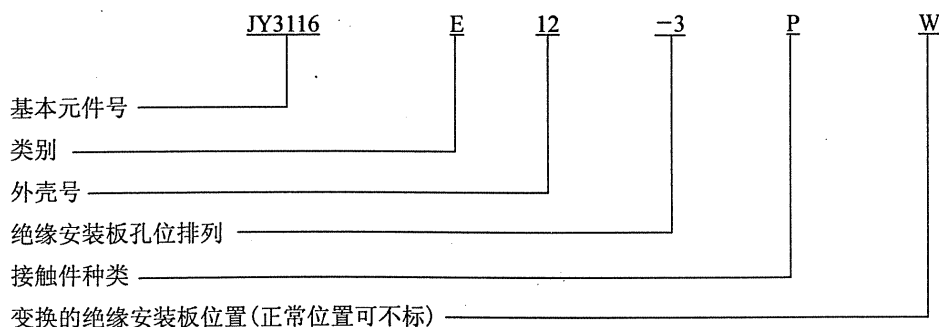 JY3116 E 12 -3 P W
基本元件号
类别
外壳号
绝缘安装板孔位排列
接触件种类
变换的绝缘安装板位置(正常位置可不标)